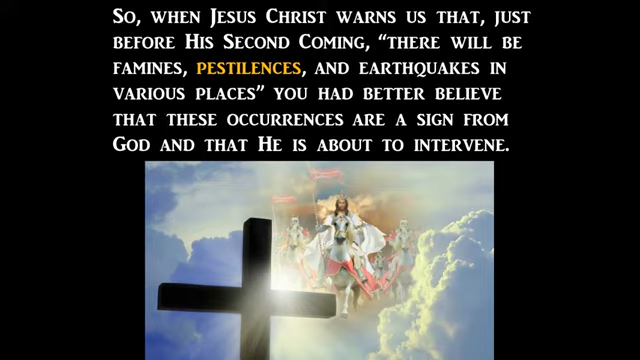 So, when Jesus Christ warns us that, just
before His Second Coming, “there will be
famines, pestilences, and earthquakes in
various places” you had better believe
that these occurrences are a sign from
God and that He is about to intervene.